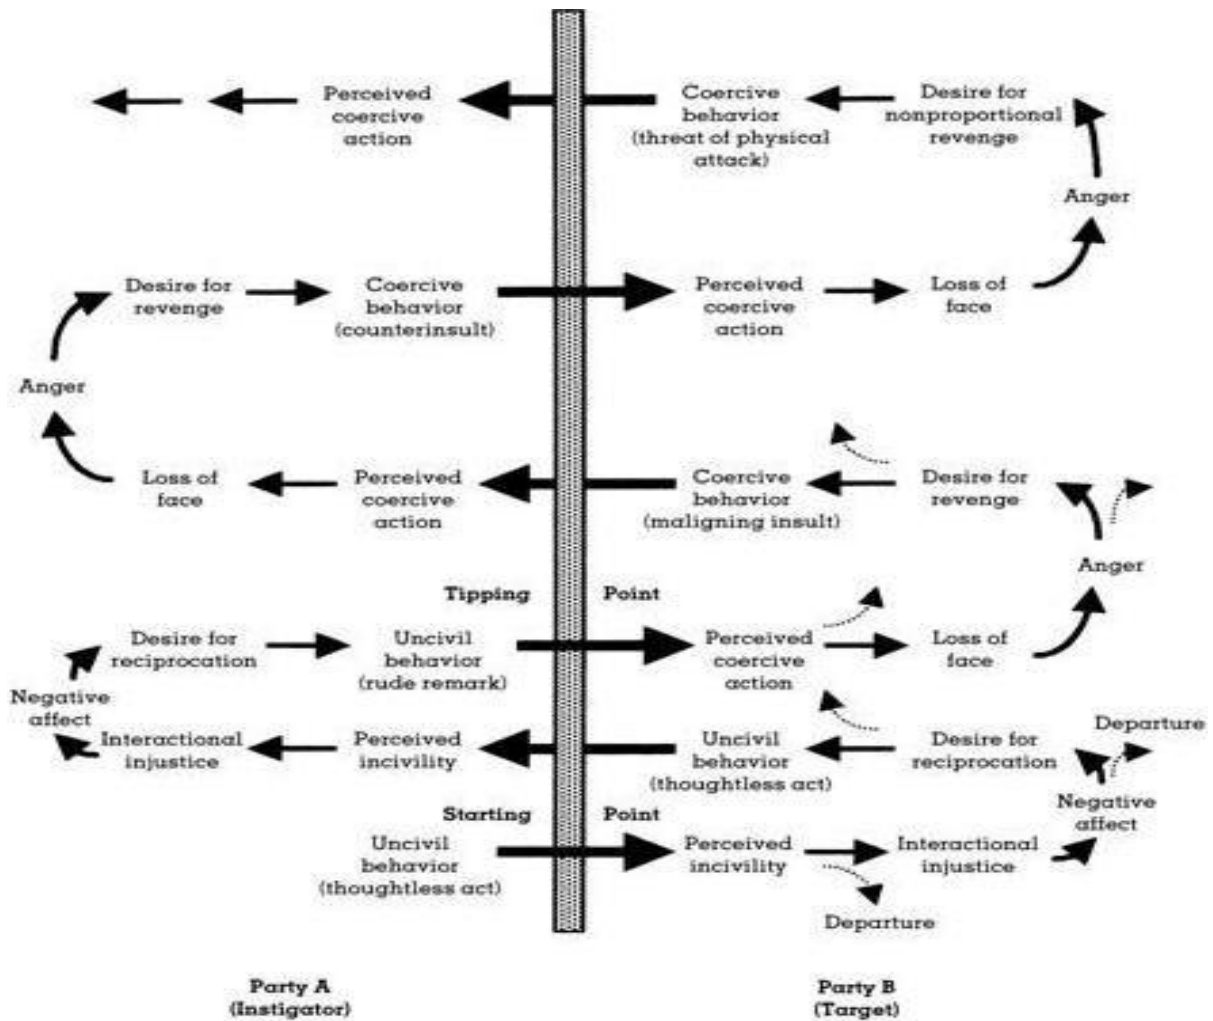 Perceived
coercive
action
Coercive
behavior
(threat of physical
attack)
Desire for
nonproportional
revenge
Anger
Desire for
revenge
Coercive
behavior
(counterinsult)
Perceived
coercive
action
Loss of
face
Anger
Loss of
face
Perceived
coercive
action
Coercive
behavior
(maligning insult)
Desire for
revenge
Anger
Tipping Point
Desire for
reciprocation
Uncivil
behavior
(rude remark)
Perceived
coercive
action
Loss of
face
Negative
affect
Interactional
injustice
Perceived
incivility
Uncivil
behavior
(thoughtless act)
Desire for
reciprocation
Departure
Negative
affect
Starting Point
Uncivil
behavior
(thoughtless act)
Perceived
incivility
Interactional
injustice
Departure
Party A
(Instigator)
Party B
(Target)